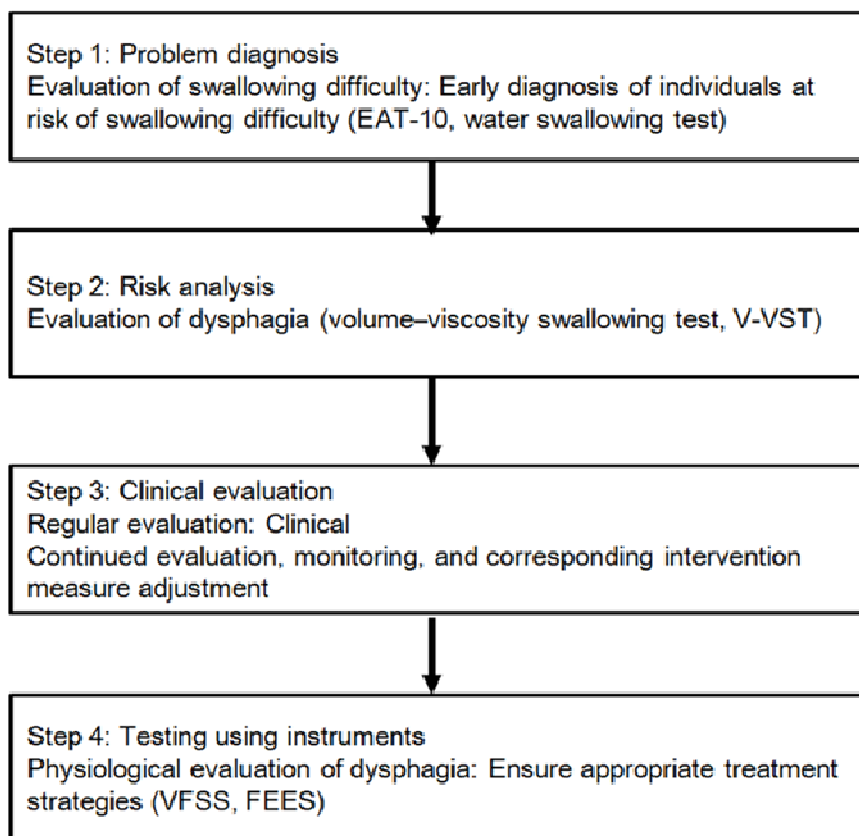 Step 1: Problem diagnosis
Evaluation of swallowing difficulty: Early diagnosis of individuals at
risk of swallowing difficulty (EAT-10, water swallowing test)
Step 2: Risk analysis
Evaluation of dysphagia (volume–viscosity swallowing test, V-VST)
Step 3: Clinical evaluation
Regular evaluation: Clinical
Continued evaluation, monitoring, and corresponding intervention
measure adjustment
Step 4: Testing using instruments
Physiological evaluation of dysphagia: Ensure appropriate treatment
strategies (VFSS, FEES)